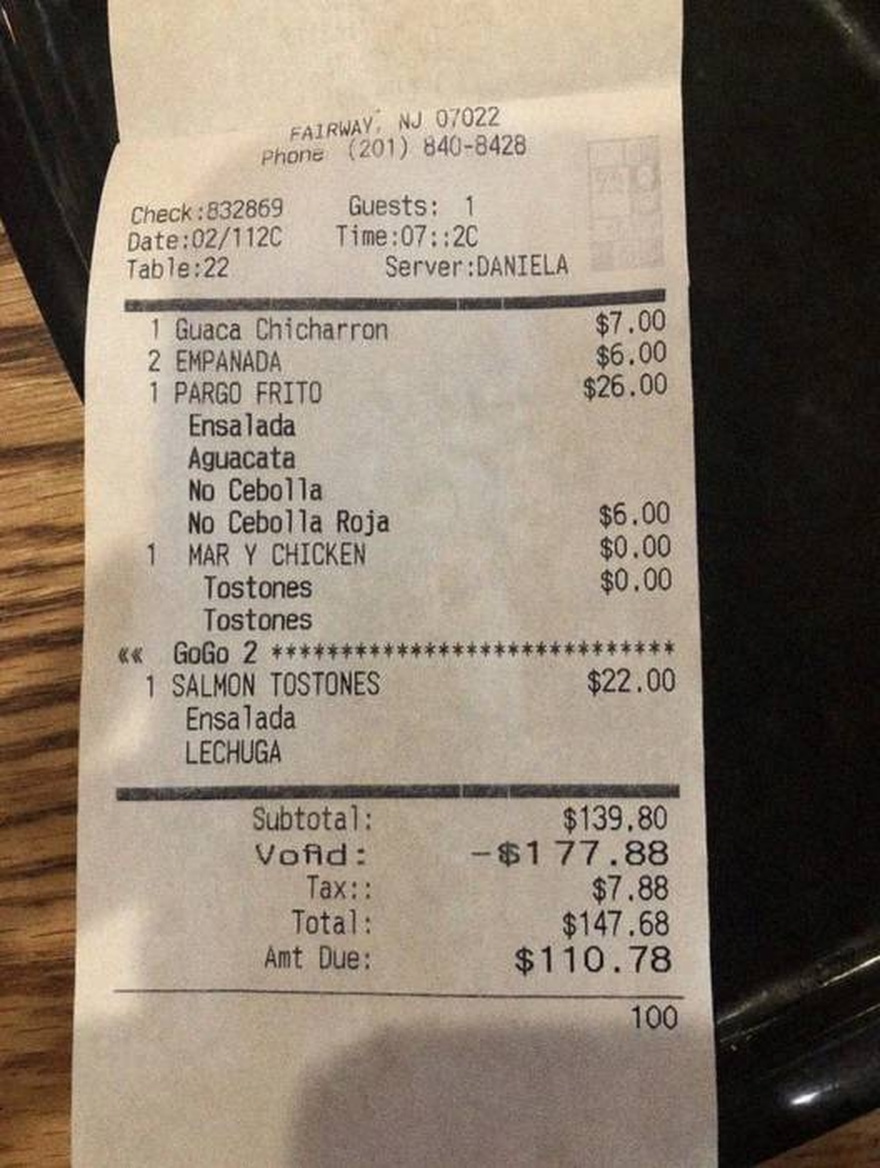 FAIRWAY, NJ 07022
Phone (201) 840-8428
Check:832869 Guests: 1
Date:02/112C Time:07::2C
Table:22 Server:DANIELA
1 Guaca Chicharron $7.00
2 EMPANADA $6.00
1 PARGO FRITO $26.00
Ensalada
Aguacata
No Cebolla
No Cebolla Roja $6.00
1 MAR Y CHICKEN $0.00
Tostones $0.00
Tostones
«« GoGo 2 *****************************
1 SALMON TOSTONES $22.00
Ensalada
LECHUGA
Subtotal: $139.80
Vofid: -$177.88
Tax:: $7.88
Total: $147.68
Amt Due: $110.78
100